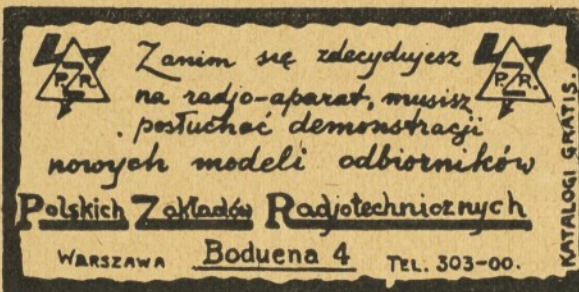 P.Z.R.
Zanim się zdecydujesz
na radjo-aparat, musisz
posłuchać demonstracji
nowych modeli odbiorników
Polskich Zakładów Radjotechnicznych
WARSZAWA Boduena 4 TEL. 303-00.
P.Z.R.
KATALOGI GRATIS.